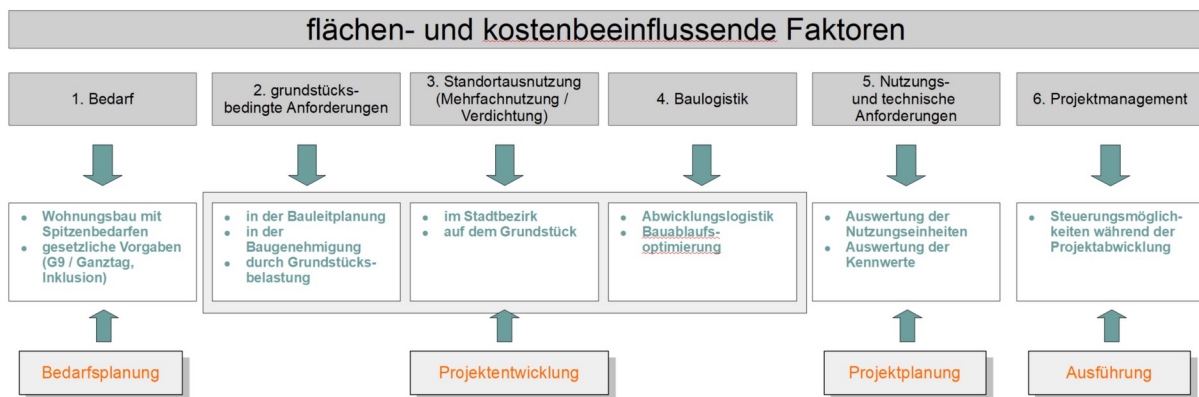 flächen- und kostenbeeinflussende Faktoren
1. Bedarf
2. grundstücks-
bedingte Anforderungen
3. Standortausnutzung
(Mehrfachnutzung /
Verdichtung)
4. Baulogistik
5. Nutzungs-
und technische
Anforderungen
6. Projektmanagement
• Wohnungsbau mit
Spitzenbedarfen
• gesetzliche Vorgaben
(G9 / Ganztag,
Inklusion)
• in der Bauleitplanung
• in der
Baugenehmigung
• durch Grundstücks-
belastung
• im Stadtbezirk
• auf dem Grundstück
• Abwicklungslogistik
• Bauablaufs-
optimierung
• Auswertung der
Nutzungseinheiten
• Auswertung der
Kennwerte
• Steuerungsmöglich-
keiten während der
Projektabwicklung
Bedarfsplanung
Projektentwicklung
Projektplanung
Ausführung